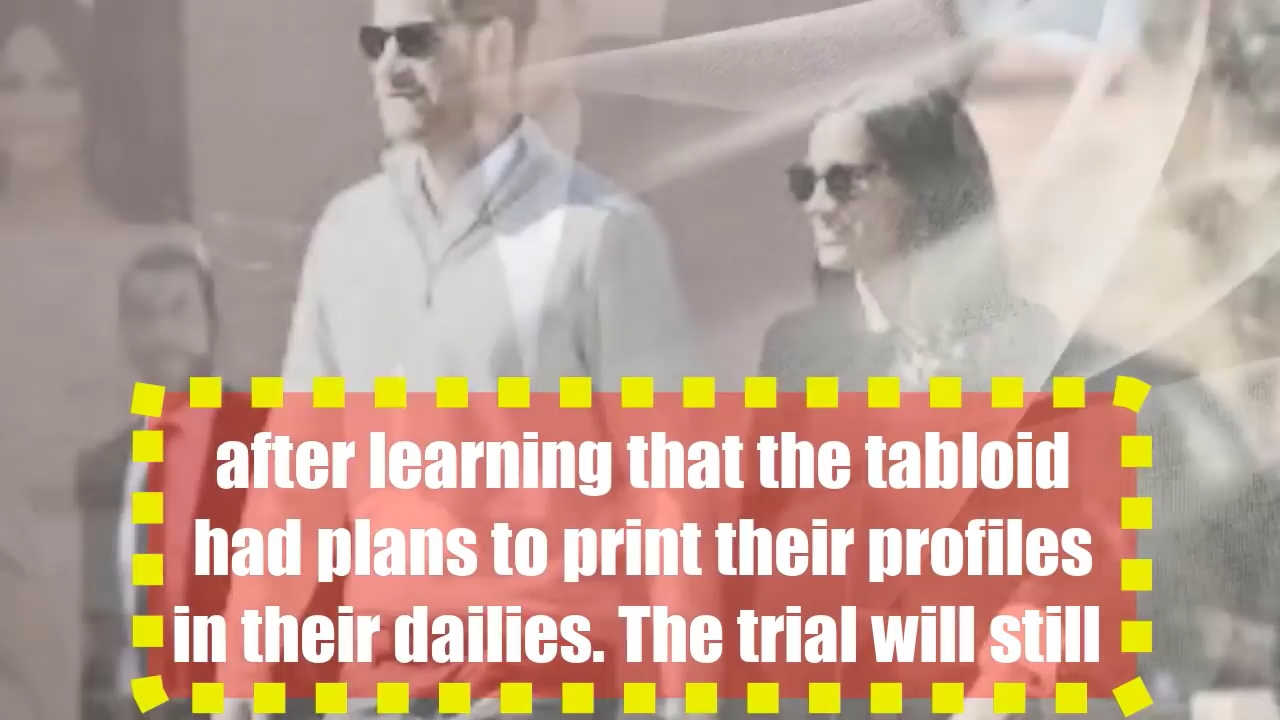 after learning that the tabloid
had plans to print their profiles
in their dailies. The trial will still